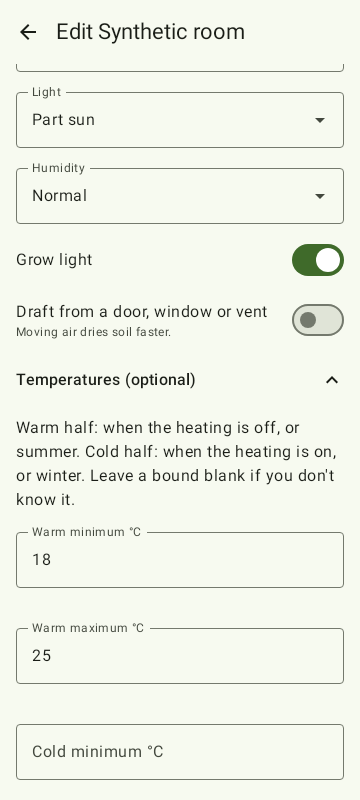 Edit Synthetic room
Light
Part sun
Humidity
Normal
Grow light
Draft from a door, window or vent
Moving air dries soil faster.
Temperatures (optional)
Warm half: when the heating is off, or
summer. Cold half: when the heating is on,
or winter. Leave a bound blank if you don't
know it.
Warm minimum °C
18
Warm maximum °C
25
Cold minimum °C